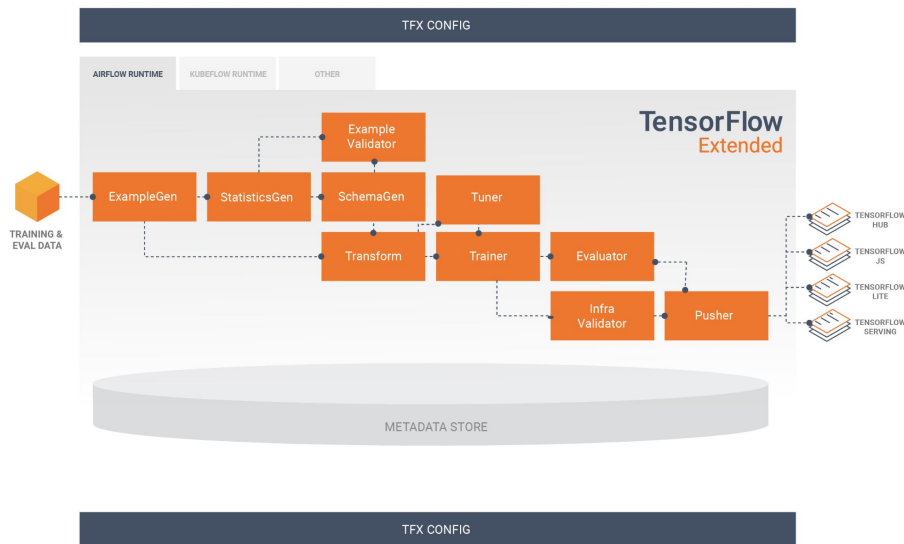 TFX CONFIG
AIRFLOW RUNTIME
KUBEFLOW RUNTIME
OTHER
TensorFlow
Extended
Example
Validator
ExampleGen
StatisticsGen
SchemaGen
Tuner
TRAINING &
EVAL DATA
Transform
Trainer
Evaluator
Infra
Validator
Pusher
TENSORFLOW
HUB
TENSORFLOW
JS
TENSORFLOW
LITE
TENSORFLOW
SERVING
METADATA STORE
TFX CONFIG